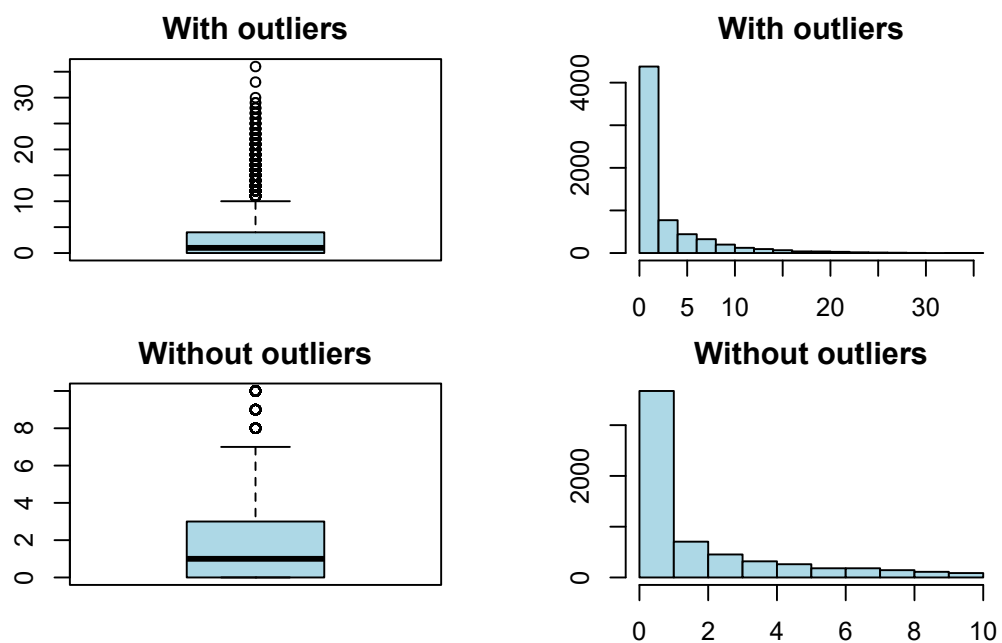 With outliers
0 10 20 30
With outliers
0 2000 4000
0 5 10 20 30
Without outliers
0 2 4 6 8
Without outliers
0 2000
0 2 4 6 8 10